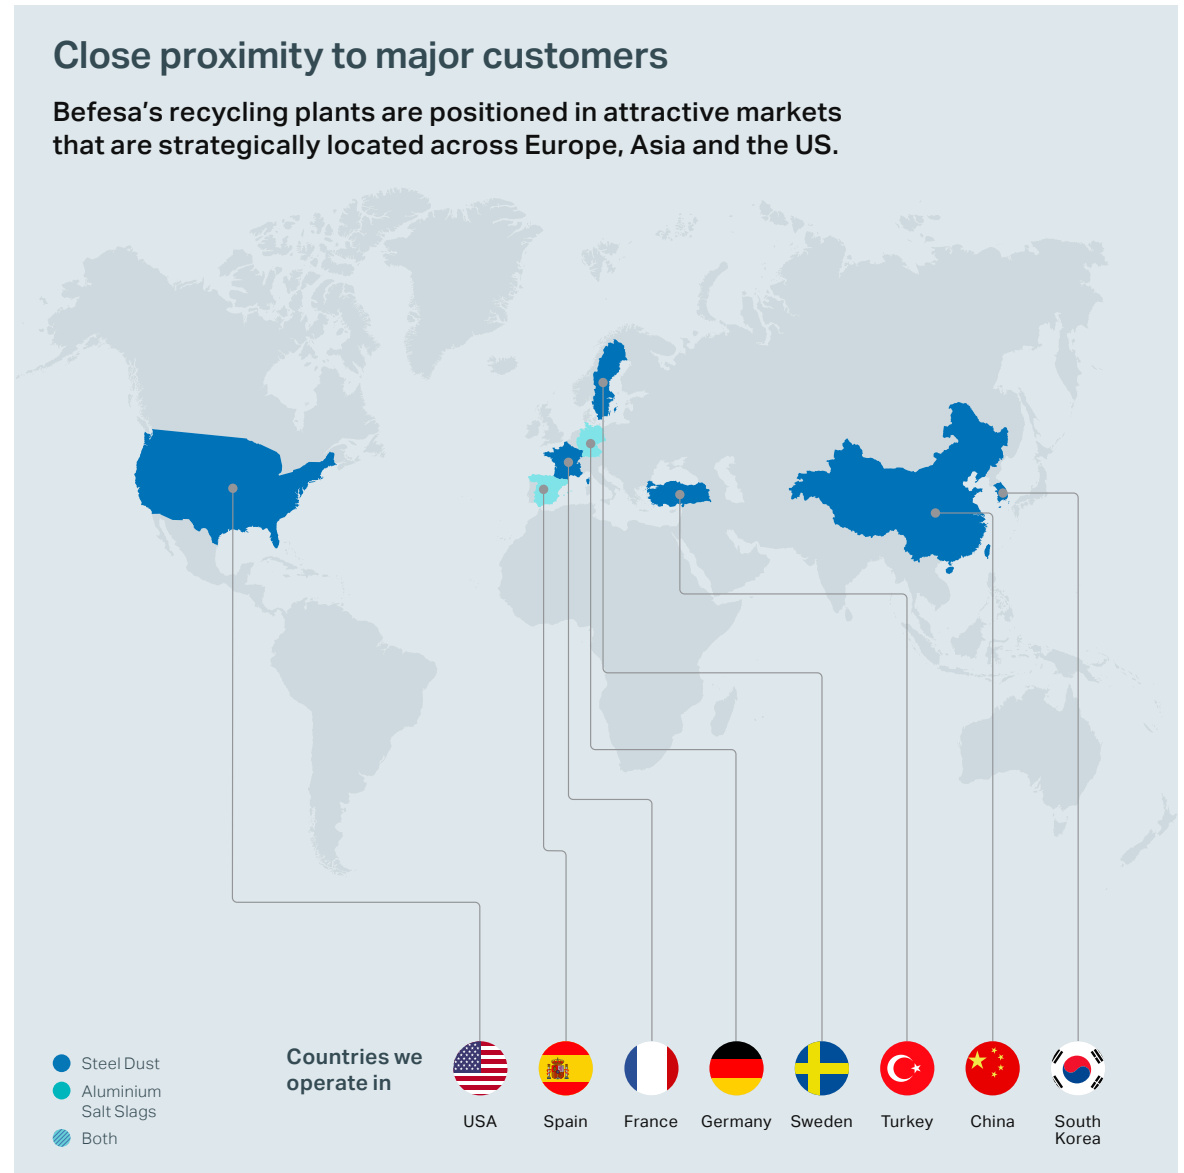 Close proximity to major customers
Befesa’s recycling plants are positioned in attractive markets
that are strategically located across Europe, Asia and the US.
Steel Dust
Aluminium
Salt Slags
Both
Countries we
operate in
USA
Spain
France
Germany
Sweden
Turkey
China
South
Korea